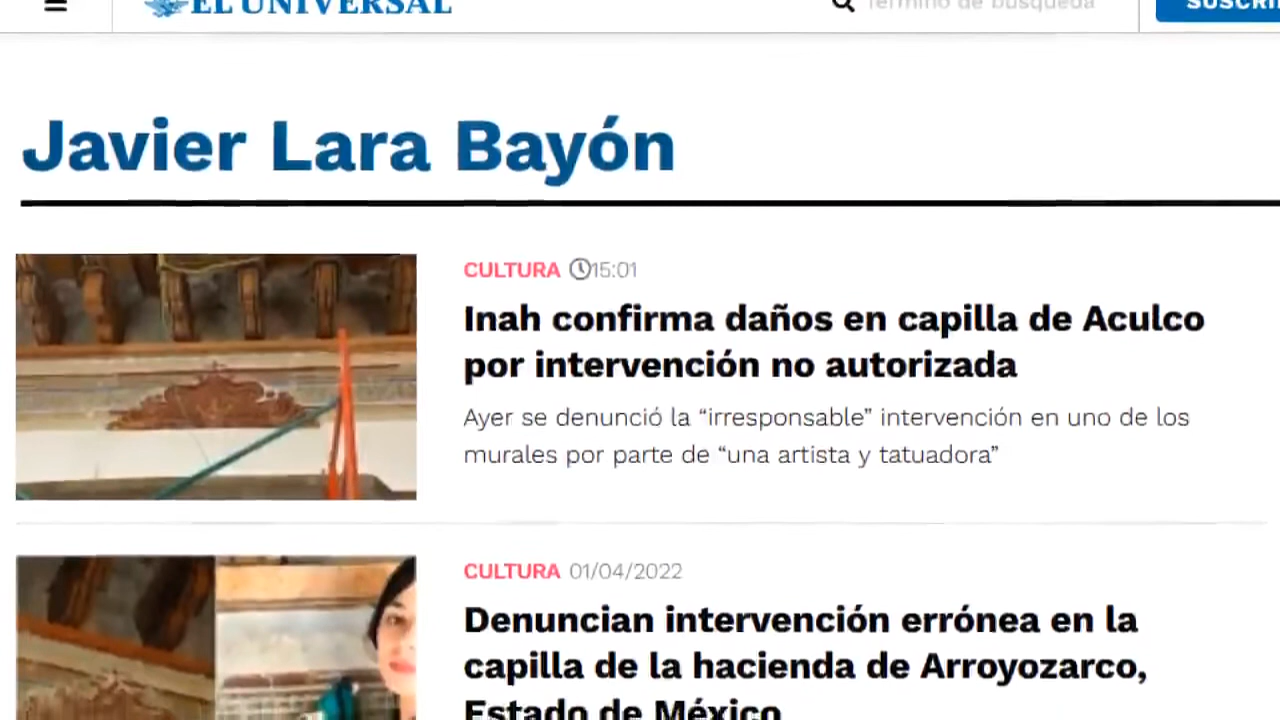 EL UNIVERSAL
Término de búsqueda
Javier Lara Bayón
CULTURA 15:01
Inah confirma daños en capilla de Aculco
por intervención no autorizada
Ayer se denunció la “irresponsable” intervención en uno de los
murales por parte de “una artista y tatuadora”
CULTURA 01/04/2022
Denuncian intervención errónea en la
capilla de la hacienda de Arroyozarco,
Estado de México